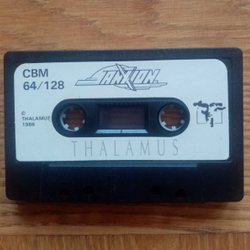 CBM
64/128
SANXION
©
THALAMUS
1986
THALAMUS